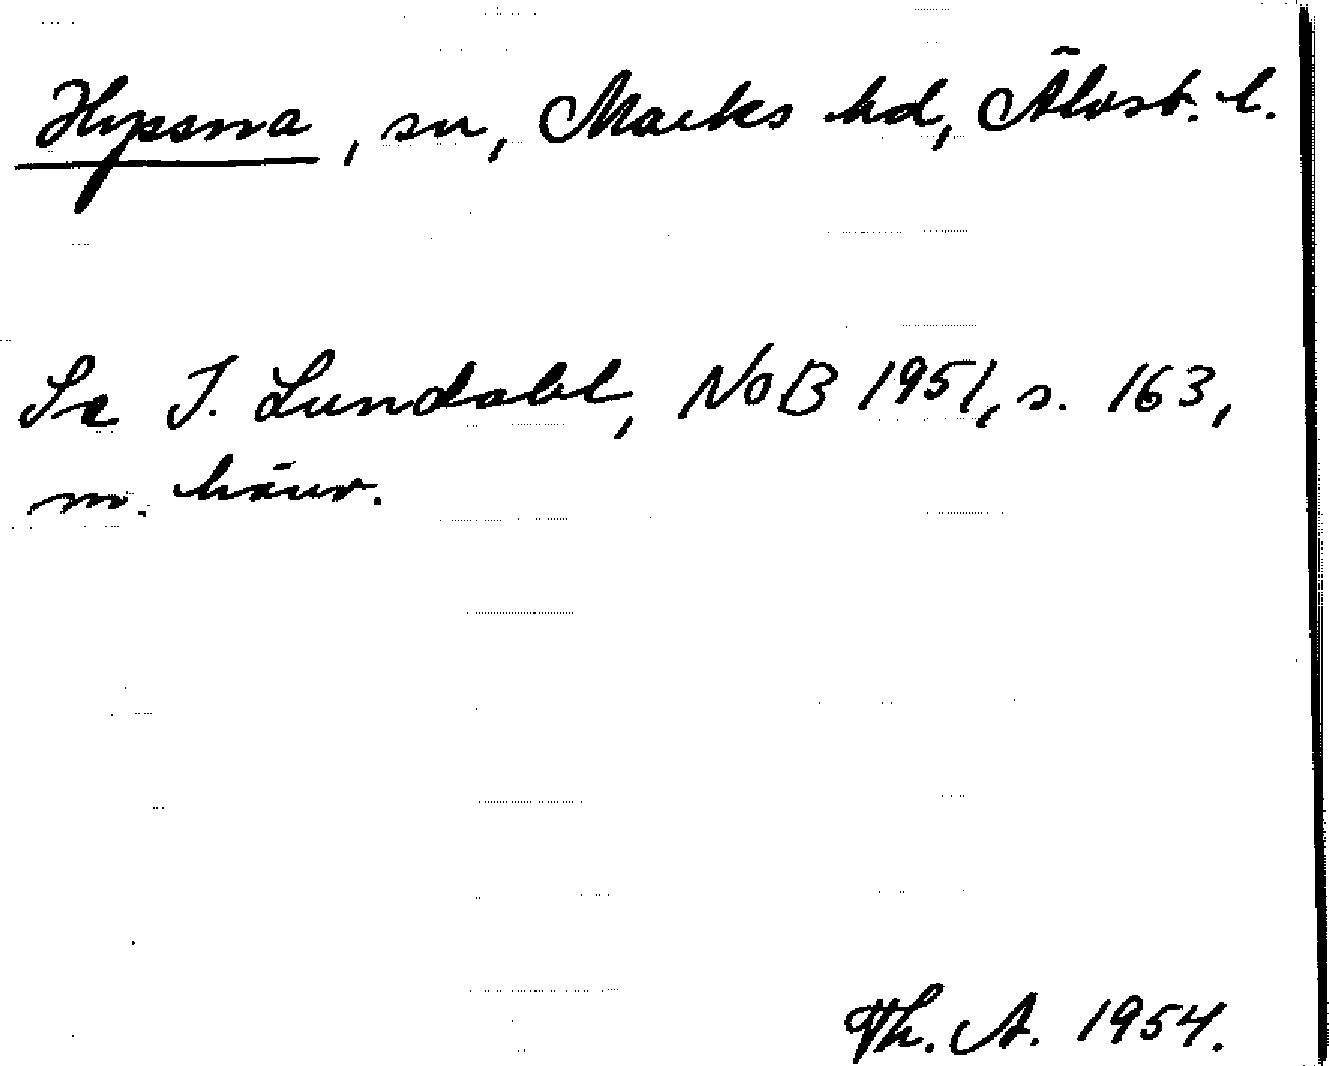 Hyssna, sn, Marks hd, Älvsb. l.
Se I. Lundahl, NoB 1951, s. 163,
m. hänv.
Th. A. 1954.